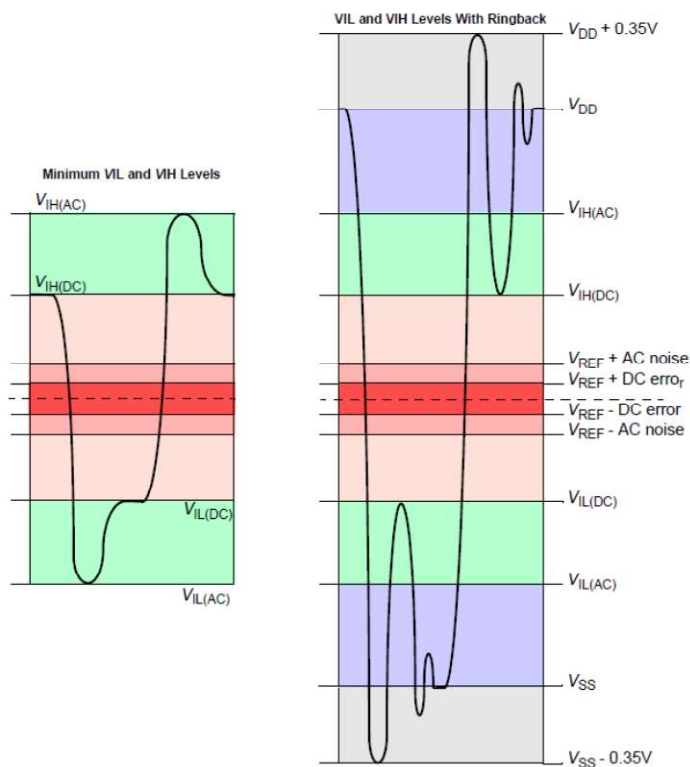 VIL and VIH Levels With Ringback
VDD + 0.35V
VDD
Minimum VIL and VIH Levels
VIH(AC)
VIH(AC)
VIH(DC)
VIH(DC)
VREF + AC noise
VREF + DC error
VREF - DC error
VREF - AC noise
VIL(DC)
VIL(DC)
VIL(AC)
VIL(AC)
VSS
VSS - 0.35V